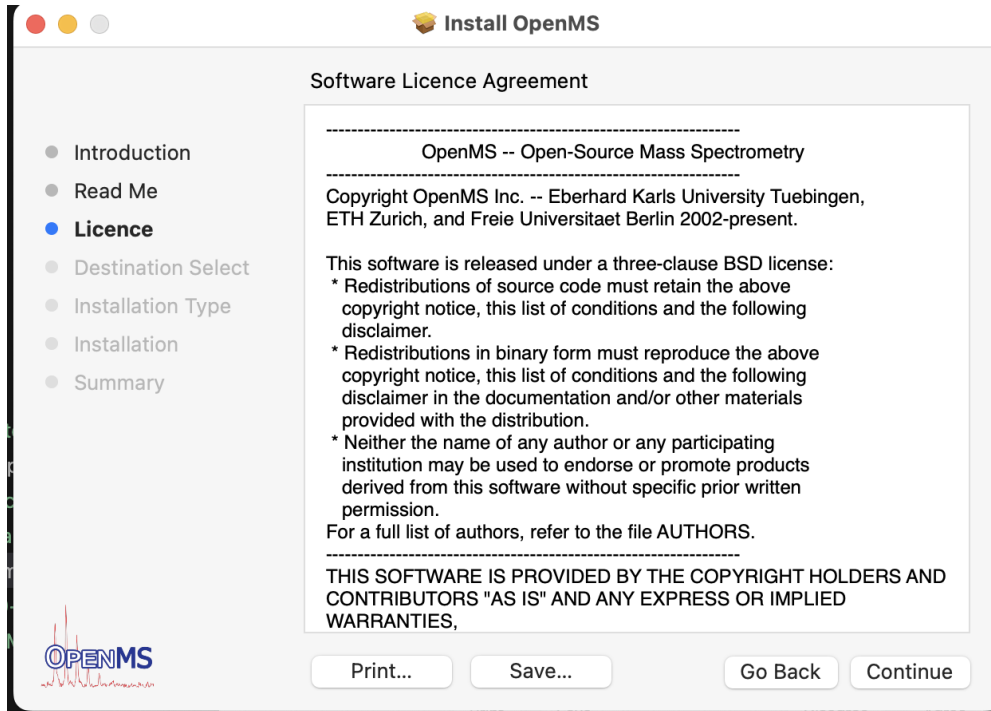 Install OpenMS
Software Licence Agreement
Introduction
Read Me
Licence
Destination Select
Installation Type
Installation
Summary
----------------------------------------------------------------
OpenMS -- Open-Source Mass Spectrometry
----------------------------------------------------------------
Copyright OpenMS Inc. -- Eberhard Karls University Tuebingen,
ETH Zurich, and Freie Universitaet Berlin 2002-present.
This software is released under a three-clause BSD license:
* Redistributions of source code must retain the above
copyright notice, this list of conditions and the following
disclaimer.
* Redistributions in binary form must reproduce the above
copyright notice, this list of conditions and the following
disclaimer in the documentation and/or other materials
provided with the distribution.
* Neither the name of any author or any participating
institution may be used to endorse or promote products
derived from this software without specific prior written
permission.
For a full list of authors, refer to the file AUTHORS.
----------------------------------------------------------------
THIS SOFTWARE IS PROVIDED BY THE COPYRIGHT HOLDERS AND
CONTRIBUTORS "AS IS" AND ANY EXPRESS OR IMPLIED
WARRANTIES,
OPENMS
Print...
Save...
Go Back
Continue